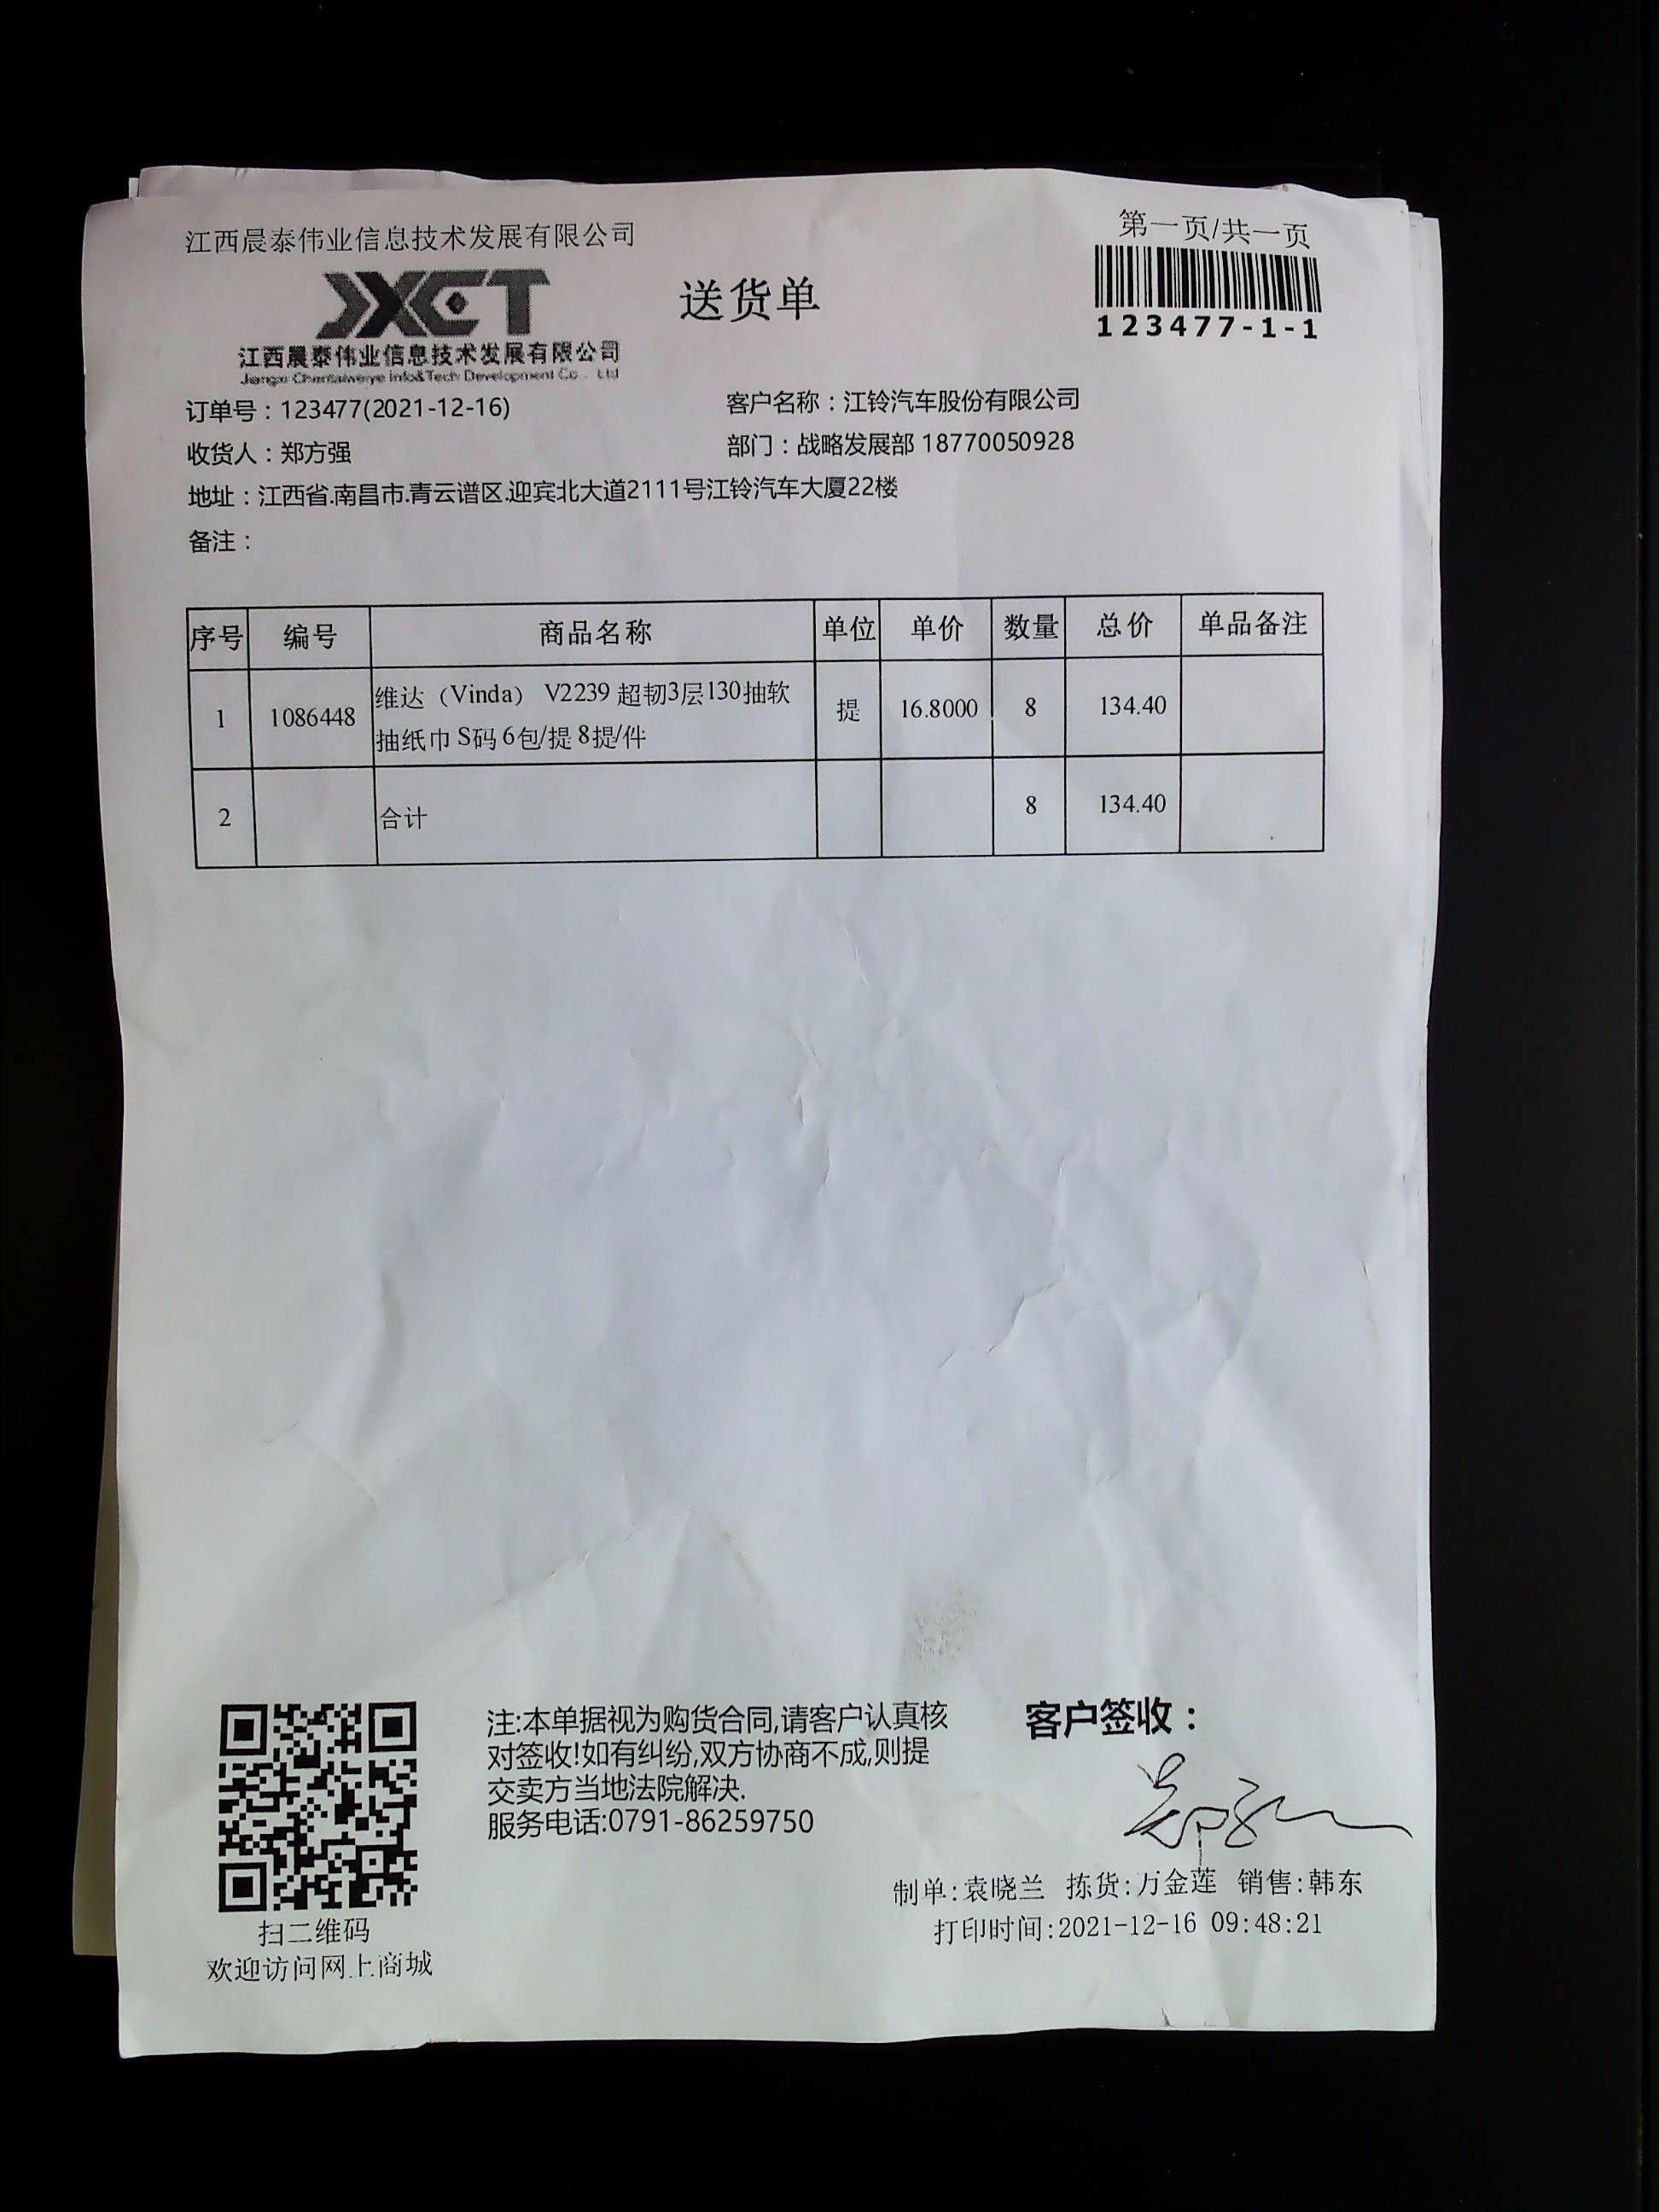 第一页/共一页
江西晨泰伟业信息技术发展有限公司
JXCT
送货单
123477-1-1
江西晨泰伟业信息技术发展有限公司
Jiangxi Chentaiweiye Info&Tech Development Co., Ltd
订单号：123477(2021-12-16) 客户名称：江铃汽车股份有限公司
收货人：郑方强 部门：战略发展部 18770050928
地址：江西省.南昌市.青云谱区.迎宾北大道2111号江铃汽车大厦22楼
备注：
序号 编号 商品名称 单位 单价 数量 总价 单品备注
1 1086448 维达（Vinda） V2239 超韧3层130抽软
抽纸巾 S码 6包/提 8提/件 提 16.8000 8 134.40
2 合计 8 134.40
注:本单据视为购货合同,请客户认真核
对签收!如有纠纷,双方协商不成,则提
交卖方当地法院解决.
服务电话:0791-86259750
客户签收：
制单:袁晓兰 拣货:万金莲 销售:韩东
打印时间:2021-12-16 09:48:21
扫二维码
欢迎访问网上商城